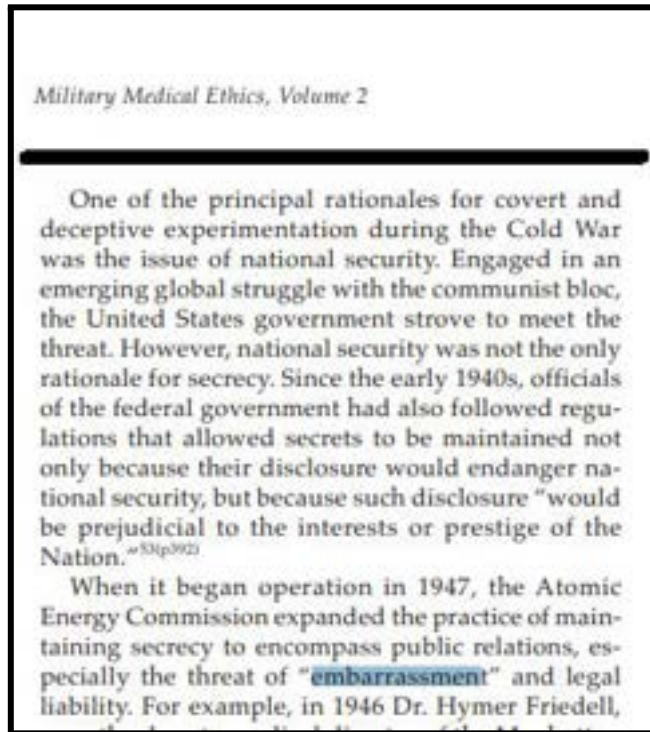 Military Medical Ethics, Volume 2
One of the principal rationales for covert and
deceptive experimentation during the Cold War
was the issue of national security. Engaged in an
emerging global struggle with the communist bloc,
the United States government strove to meet the
threat. However, national security was not the only
rationale for secrecy. Since the early 1940s, officials
of the federal government had also followed regu-
lations that allowed secrets to be maintained not
only because their disclosure would endanger na-
tional security, but because such disclosure "would
be prejudicial to the interests or prestige of the
Nation."53(p392)
When it began operation in 1947, the Atomic
Energy Commission expanded the practice of main-
taining secrecy to encompass public relations, es-
pecially the threat of "embarrassment" and legal
liability. For example, in 1946 Dr. Hymer Friedell,